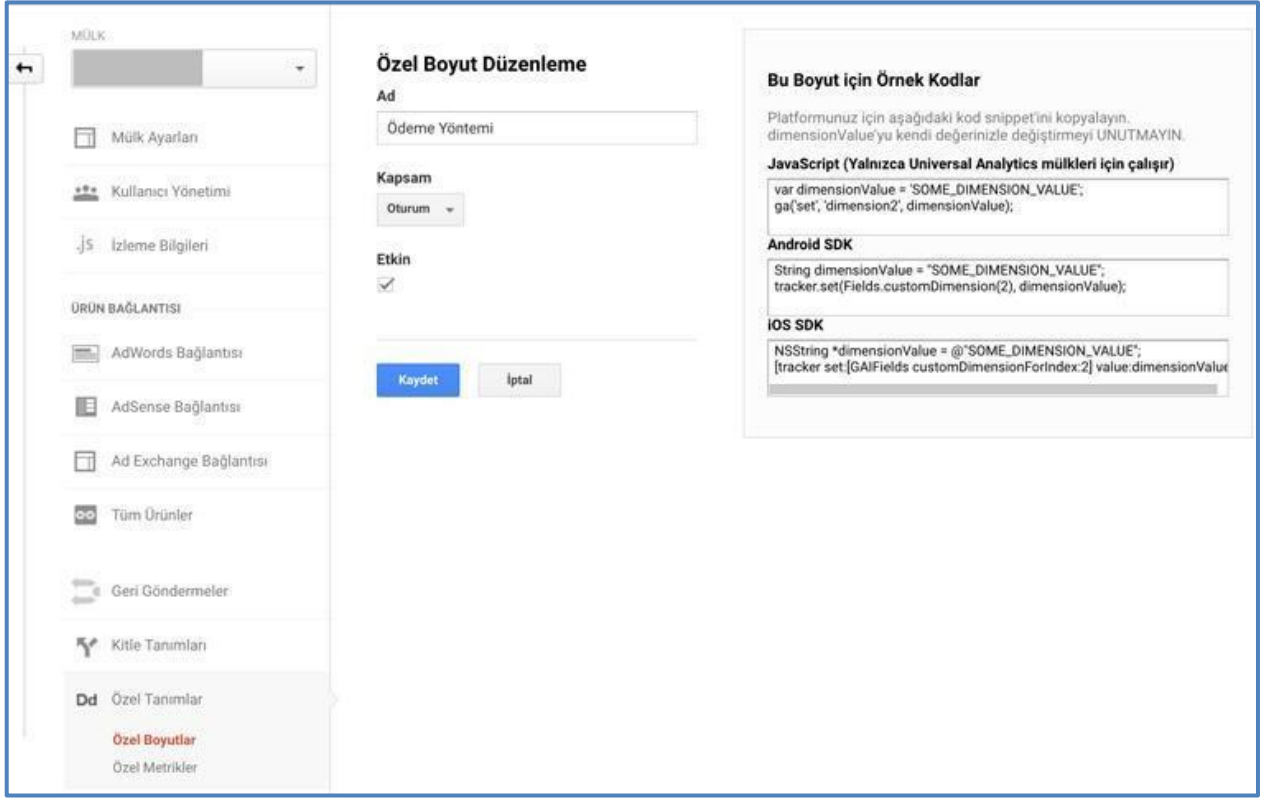 MÜLK
Mülk Ayarları
Kullanıcı Yönetimi
.js İzleme Bilgileri
ÜRÜN BAĞLANTISI
AdWords Bağlantısı
AdSense Bağlantısı
Ad Exchange Bağlantısı
Tüm Ürünler
Geri Göndermeler
Kitle Tanımları
Dd Özel Tanımlar
Özel Boyutlar
Özel Metrikler
Özel Boyut Düzenleme
Ad
Ödeme Yöntemi
Kapsam
Oturum
Etkin
Kaydet İptal
Bu Boyut için Örnek Kodlar
Platformunuz için aşağıdaki kod snippet'ini kopyalayın.
dimensionValue'yu kendi değerinizle değiştirmeyi UNUTMAYIN.
JavaScript (Yalnızca Universal Analytics mülkleri için çalışır)
var dimensionValue = 'SOME_DIMENSION_VALUE';
ga('set', 'dimension2', dimensionValue);
Android SDK
String dimensionValue = "SOME_DIMENSION_VALUE";
tracker.set(Fields.customDimension(2), dimensionValue);
iOS SDK
NSString *dimensionValue = @"SOME_DIMENSION_VALUE";
[tracker set:[GAIFields customDimensionForIndex:2] value:dimensionValue